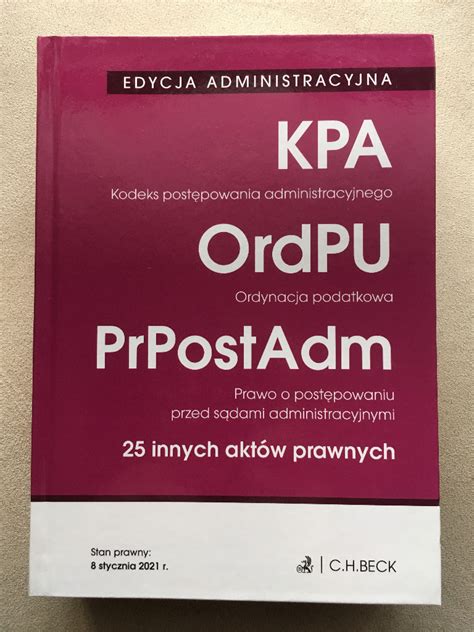 EDYCJA ADMINISTRACYJNA
KPA
Kodeks postępowania administracyjnego
OrdPU
Ordynacja podatkowa
PrPostAdm
Prawo o postępowaniu
przed sądami administracyjnymi
25 innych aktów prawnych
Stan prawny:
8 stycznia 2021 r.
C.H.BECK